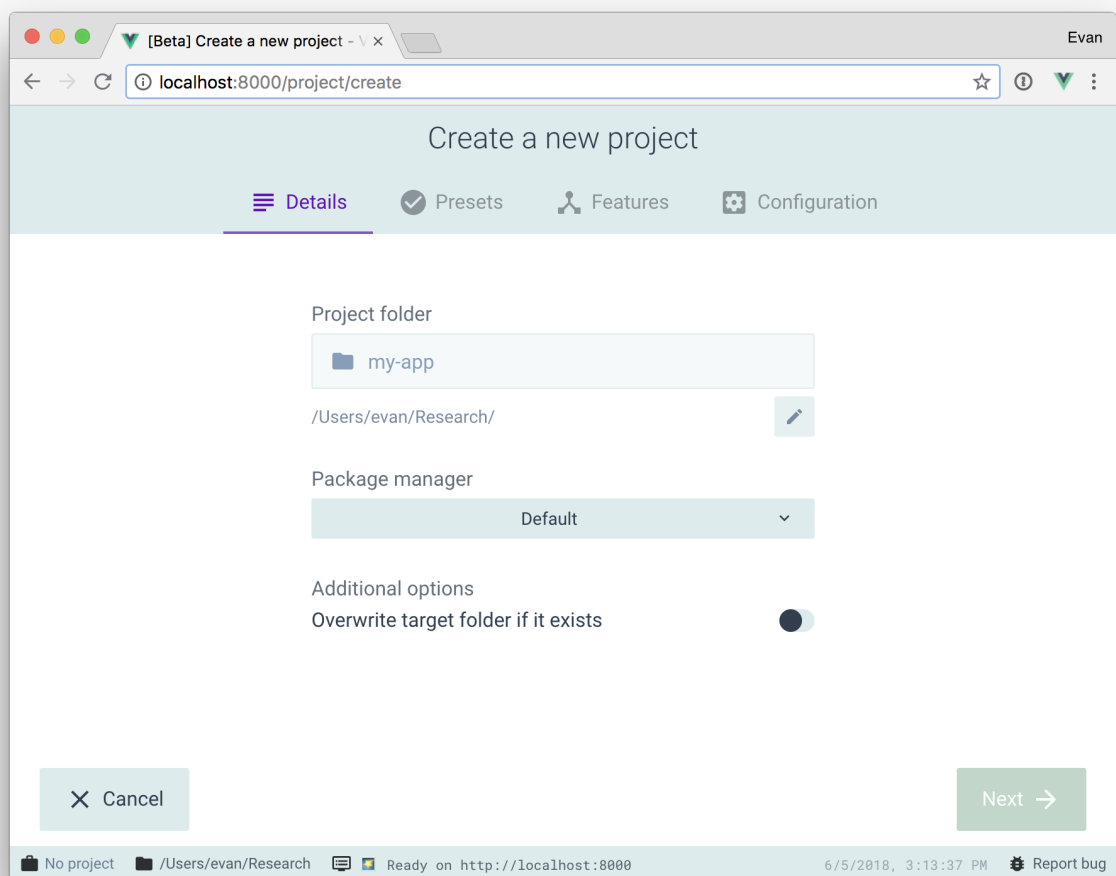 [Beta] Create a new project -
Evan
localhost:8000/project/create
Create a new project
Details
Presets
Features
Configuration
Project folder
my-app
/Users/evan/Research/
Package manager
Default
Additional options
Overwrite target folder if it exists
Cancel
Next
No project
/Users/evan/Research
Ready on http://localhost:8000
6/5/2018, 3:13:37 PM
Report bug